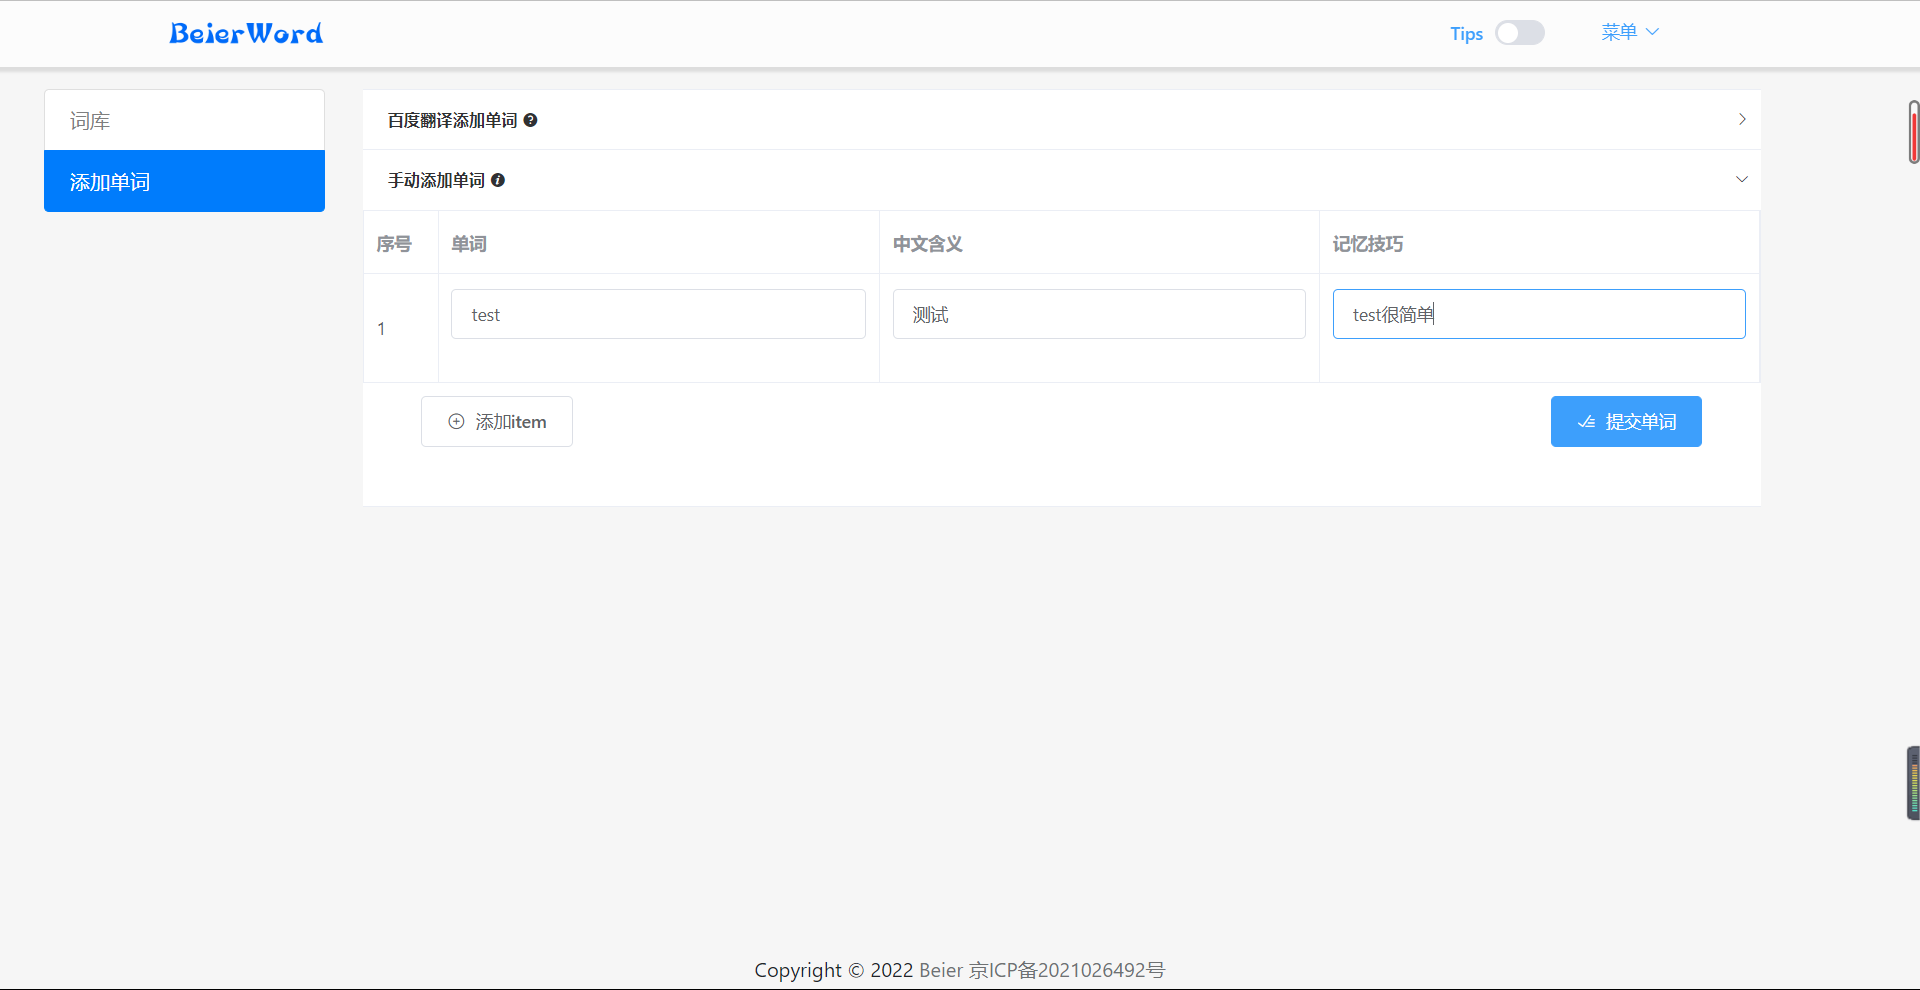 BeierWord
Tips
菜单
词库
添加单词
百度翻译添加单词
手动添加单词
序号 单词 中文含义 记忆技巧
1 test 测试 test很简单
添加item 提交单词
Copyright © 2022 Beier 京ICP备2021026492号